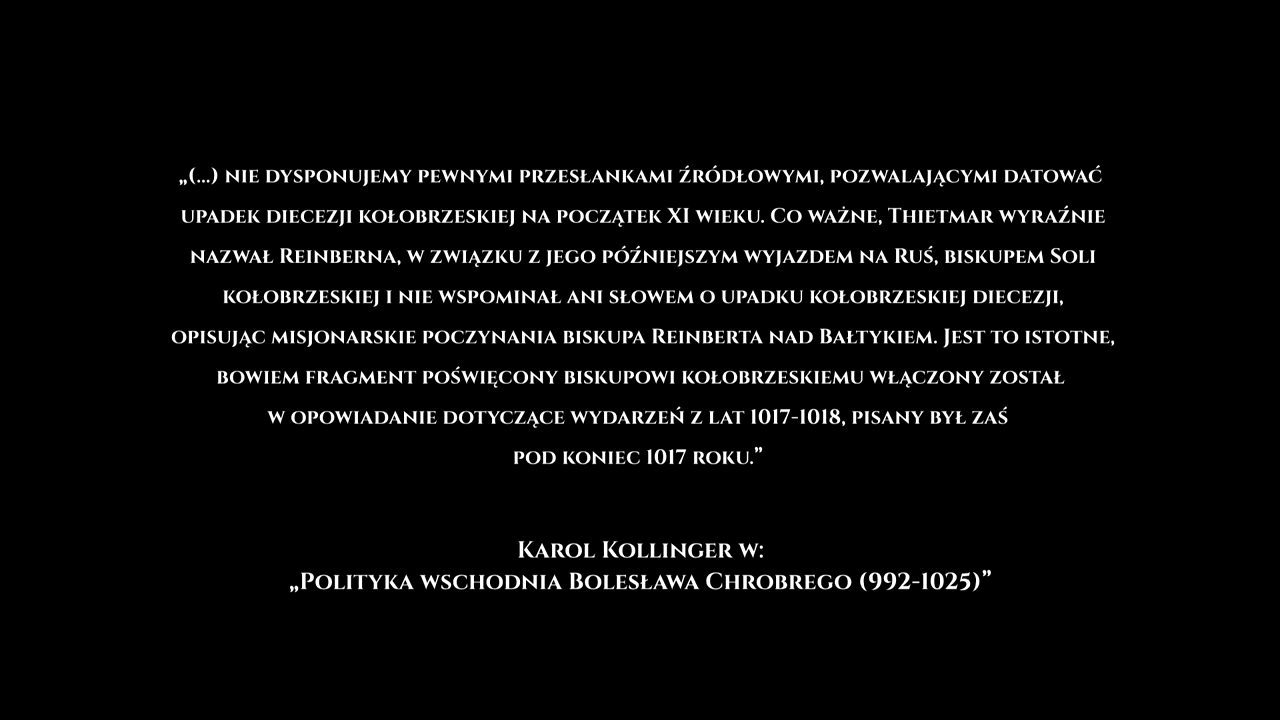 „(...) nie dysponujemy pewnymi przesłankami źródłowymi, pozwalającymi datować
upadek diecezji kołobrzeskiej na początek XI wieku. Co ważne, Thietmar wyraźnie
nazwał Reinberna, w związku z jego późniejszym wyjazdem na Ruś, biskupem Soli
kołobrzeskiej i nie wspominał ani słowem o upadku kołobrzeskiej diecezji,
opisując misjonarskie poczynania biskupa Reinberta nad Bałtykiem. Jest to istotne,
bowiem fragment poświęcony biskupowi kołobrzeskiemu włączony został
w opowiadanie dotyczące wydarzeń z lat 1017-1018, pisany był zaś
pod koniec 1017 roku.”
Karol Kollinger w:
„Polityka wschodnia Bolesława Chrobrego (992-1025)”